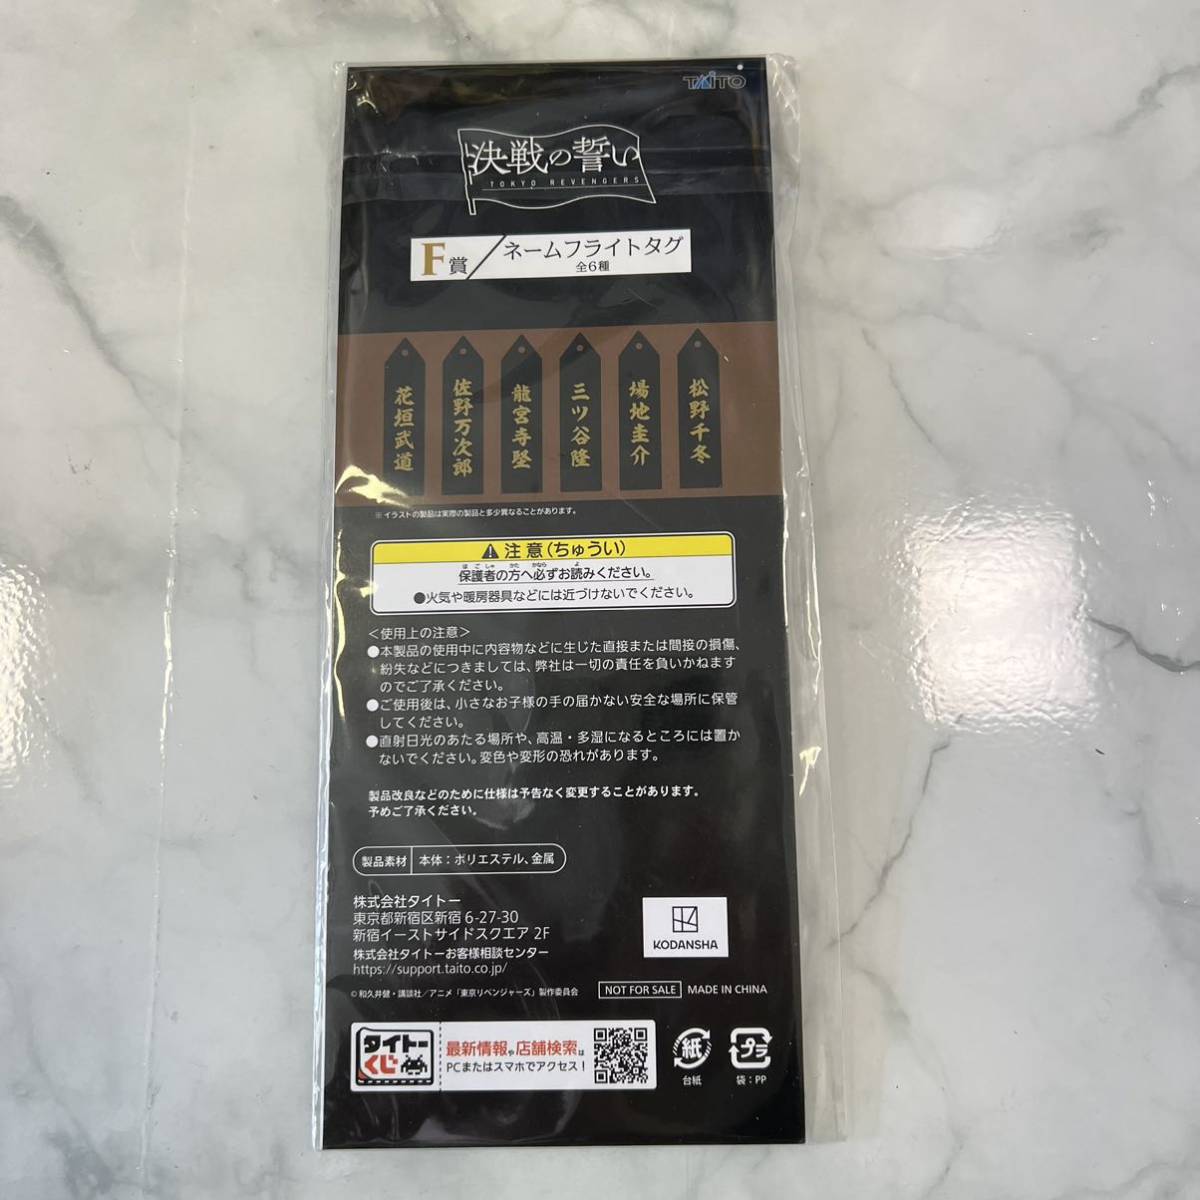 TAITO
決戦の誓い
TOKYO REVENGERS
F賞/ネームフライトタグ
全6種
花垣武道
佐野万次郎
龍宮寺堅
三ツ谷隆
場地圭介
松野千冬
※イラストの製品は実際の製品と多少異なることがあります。
⚠注意(ちゅうい)
保護者の方へ必ずお読みください。
●火気や暖房器具などには近づけないでください。
<使用上の注意>
●本製品の使用中に内容物などに生じた直接または間接の損傷、
紛失などにつきましては、弊社は一切の責任を負いかねます
のでご了承ください。
●ご使用後は、小さなお子様の手の届かない安全な場所に保管
してください。
●直射日光のあたる場所や、高温・多湿になるところには置か
ないでください。変色や変形の恐れがあります。
製品改良などのために仕様は予告なく変更することがあります。
予めご了承ください。
製品素材 本体:ポリエステル、金属
株式会社タイトー
東京都新宿区新宿 6-27-30
新宿イーストサイドスクエア 2F
株式会社タイトーお客様相談センター
https://support.taito.co.jp/
KODANSHA
©和久井健・講談社/アニメ「東京リベンジャーズ」製作委員会
NOT FOR SALE MADE IN CHINA
タイトーくじ
最新情報や店舗検索は
PCまたはスマホでアクセス!
紙
台紙
プラ
袋:PP